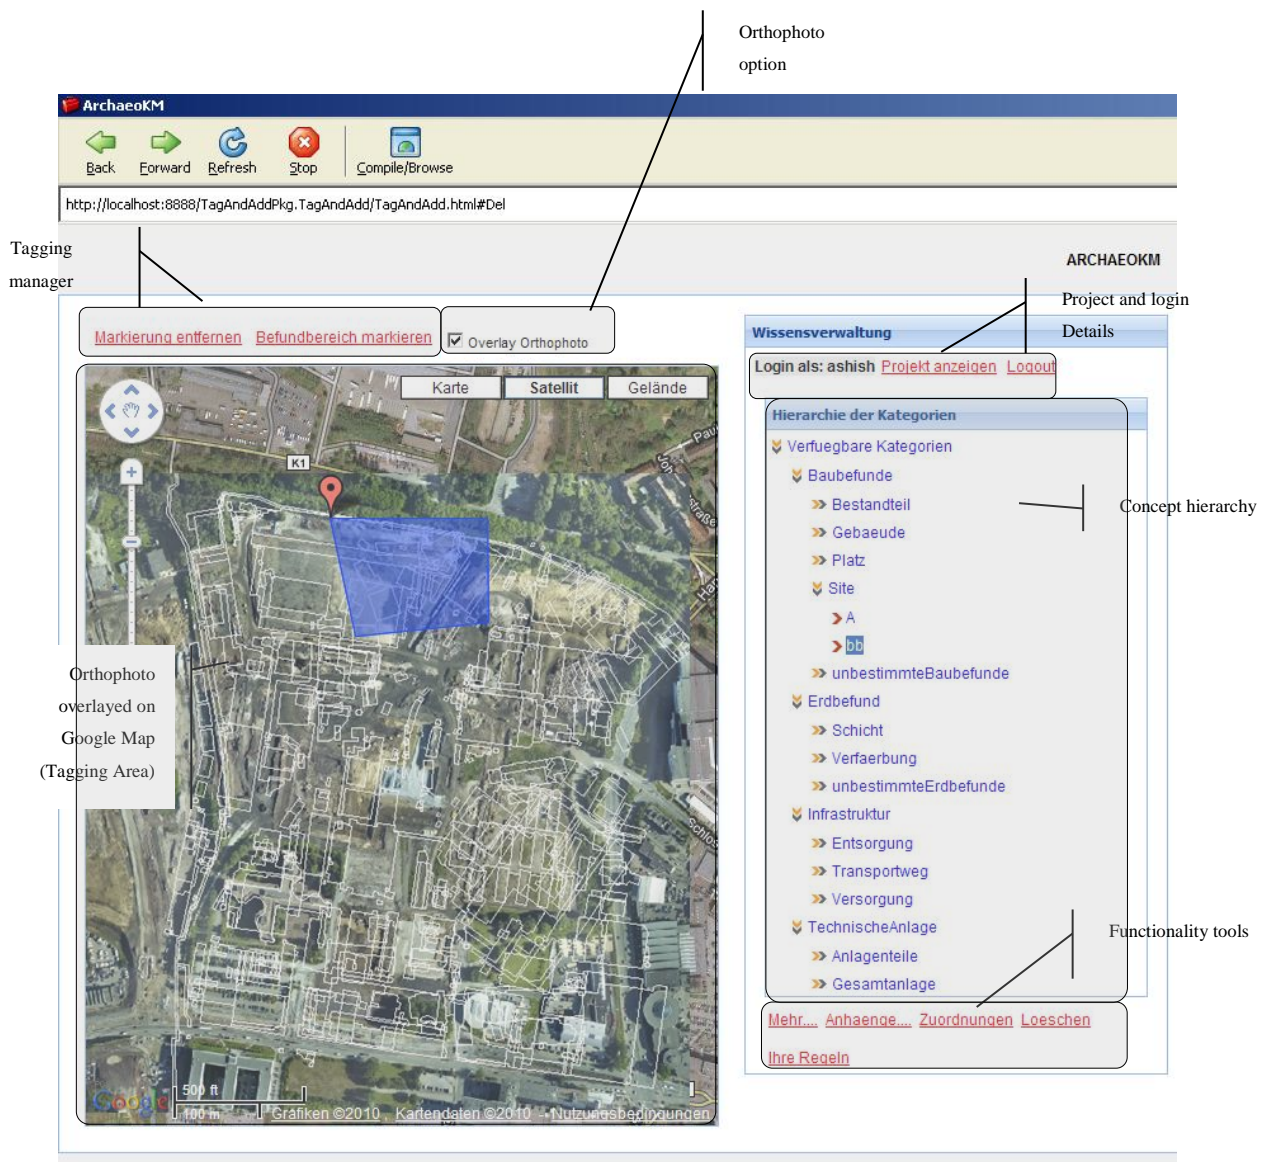 Orthophoto
option
ArchaeoKM
Back Forward Refresh Stop Compile/Browse
http://localhost:8888/TagAndAddPkg.TagAndAdd/TagAndAdd.html#Del
Tagging
manager
ARCHAEOKM
Project and login
Details
Markierung entfernen Befundbereich markieren Overlay Orthophoto
Wissensverwaltung
Login als: ashish Projekt anzeigen Logout
Karte Satellit Gelände
K1
Hierarchie der Kategorien
Verfuegbare Kategorien
Baubefunde
Bestandteil
Gebaeude
Platz
Site
A
bb
unbestimmteBaubefunde
Erdbefund
Schicht
Verfaerbung
unbestimmteErdbefunde
Infrastruktur
Entsorgung
Transportweg
Versorgung
TechnischeAnlage
Anlagenteile
Gesamtanlage
Concept hierarchy
Orthophoto
overlayed on
Google Map
(Tagging Area)
Functionality tools
Mehr.... Anhaenge.... Zuordnungen Loeschen
Ihre Regeln
500 ft
100 m
Google
Grafiken ©2010 , Kartendaten ©2010 - Nutzungsbedingungen